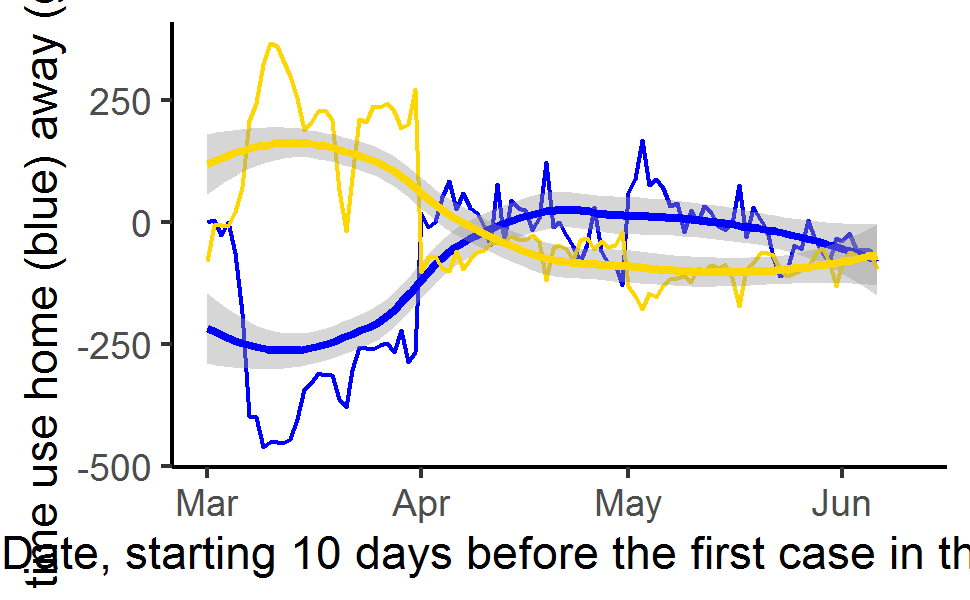 time use home (blue) away (
250
0
-250
-500
Mar Apr May Jun
Date, starting 10 days before the first case in th